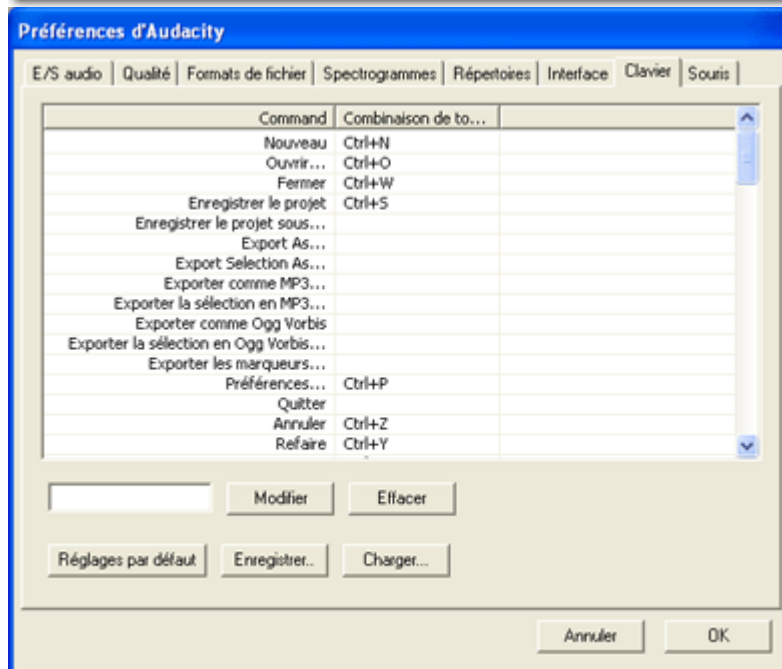 Préférences d'Audacity
E/S audio Qualité Formats de fichier Spectrogrammes Répertoires Interface Clavier Souris
Command Combinaison de to...
Nouveau Ctrl+N
Ouvrir... Ctrl+O
Fermer Ctrl+W
Enregistrer le projet Ctrl+S
Enregistrer le projet sous...
Export As...
Export Selection As...
Exporter comme MP3...
Exporter la sélection en MP3...
Exporter comme Ogg Vorbis
Exporter la sélection en Ogg Vorbis...
Exporter les marqueurs...
Préférences... Ctrl+P
Quitter
Annuler Ctrl+Z
Refaire Ctrl+Y
Modifier Effacer
Réglages par défaut Enregistrer.. Charger...
Annuler OK